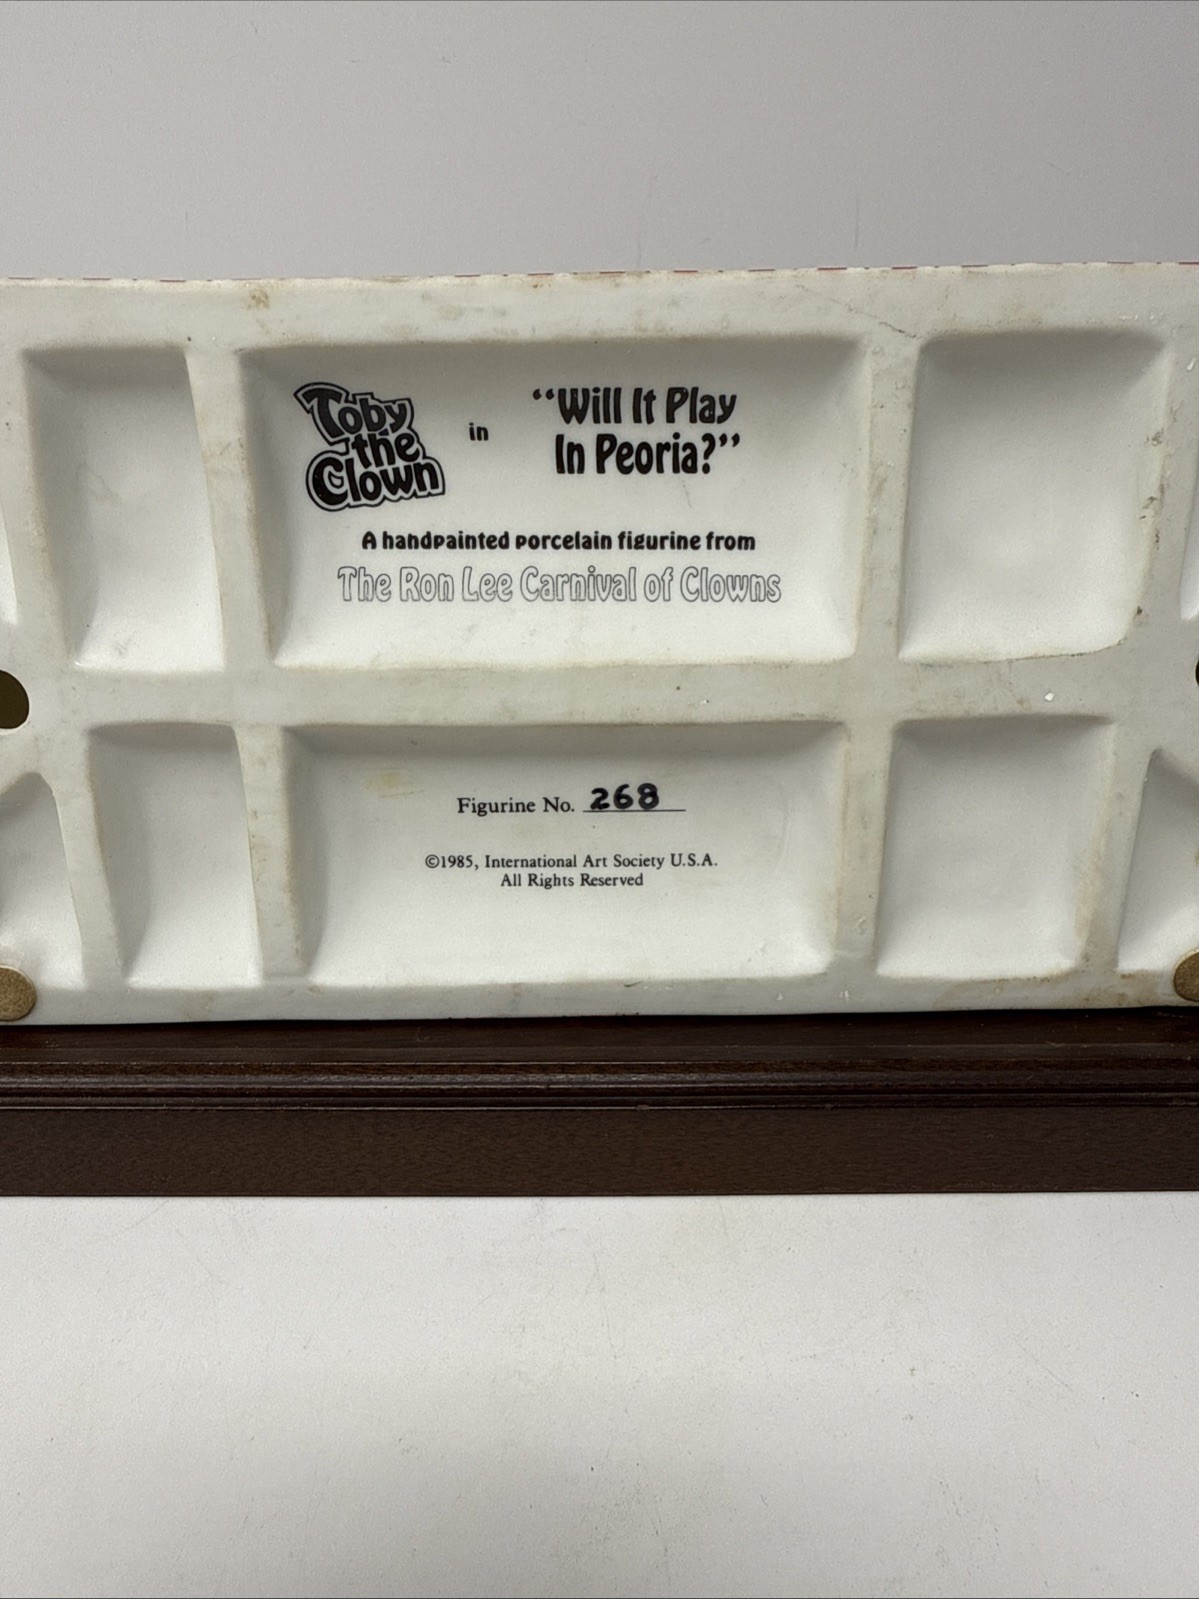 Toby
the
Clown
in
“Will It Play
In Peoria?”
A handpainted porcelain figurine from
The Ron Lee Carnival of Clowns
Figurine No. 268
©1985, International Art Society U.S.A.
All Rights Reserved